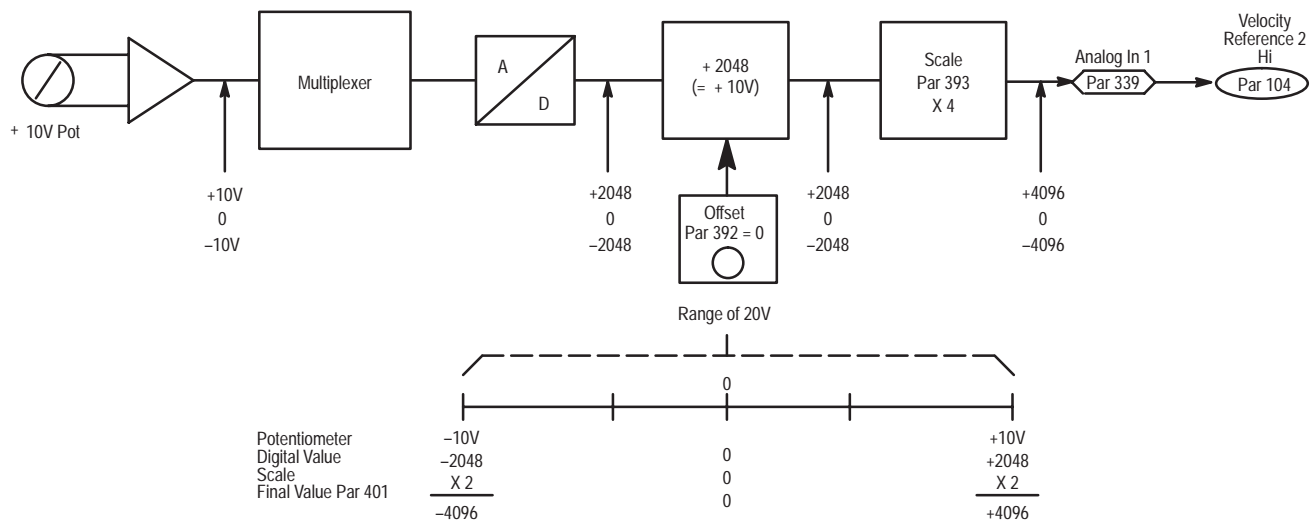 Velocity
Reference 2
Hi
Par 104
Analog In 1
Par 339
Scale
Par 393
X 4
+ 2048
(= + 10V)
A
D
Multiplexer
+ 10V Pot
+10V
0
–10V
+2048
0
–2048
+2048
0
–2048
+4096
0
–4096
Offset
Par 392 = 0
Range of 20V
0
Potentiometer –10V +10V
Digital Value –2048 0 +2048
Scale X 2 0 X 2
Final Value Par 401 0
–4096 +4096